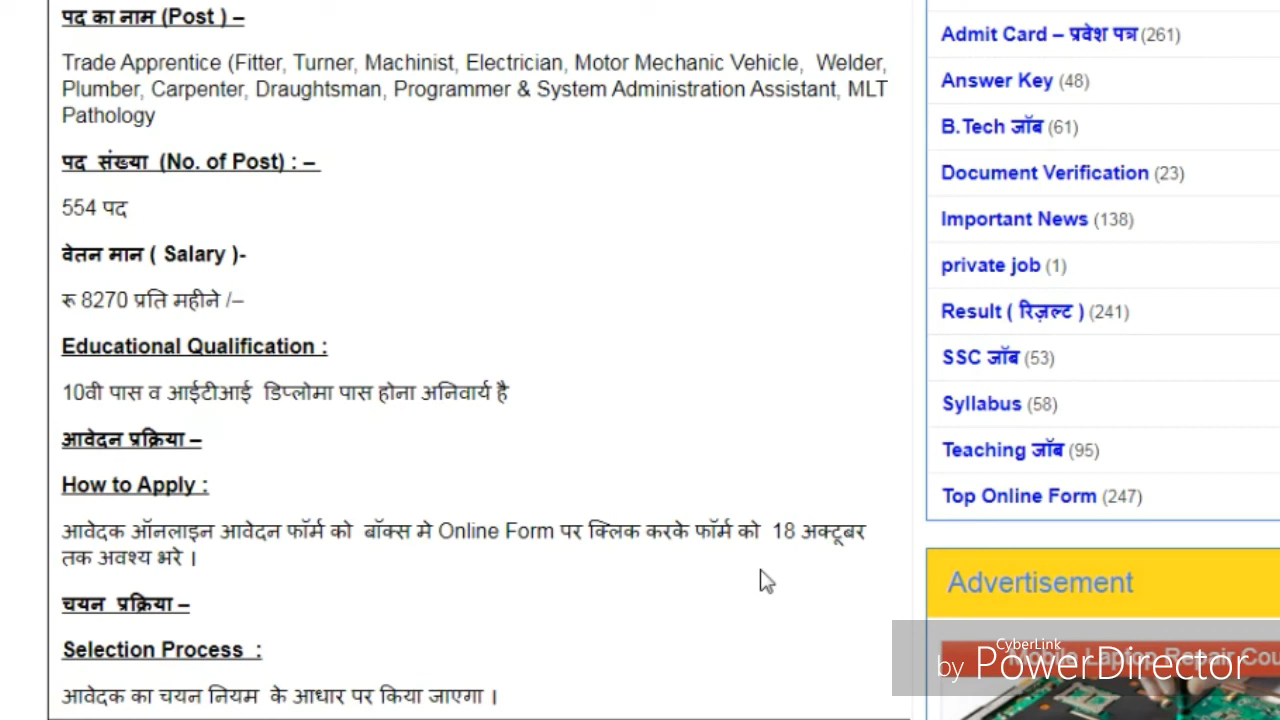 पद का नाम (Post ) –
Trade Apprentice (Fitter, Turner, Machinist, Electrician, Motor Mechanic Vehicle, Welder,
Plumber, Carpenter, Draughtsman, Programmer & System Administration Assistant, MLT
Pathology
पद संख्या (No. of Post) : –
554 पद
वेतन मान ( Salary )-
रू 8270 प्रति महीने /–
Educational Qualification :
10वी पास व आईटीआई डिप्लोमा पास होना अनिवार्य है
आवेदन प्रक्रिया –
How to Apply :
आवेदक ऑनलाइन आवेदन फॉर्म को बॉक्स मे Online Form पर क्लिक करके फॉर्म को 18 अक्टूबर
तक अवश्य भरे ।
चयन प्रक्रिया –
Selection Process :
आवेदक का चयन नियम के आधार पर किया जाएगा ।
Admit Card – प्रवेश पत्र (261)
Answer Key (48)
B.Tech जॉब (61)
Document Verification (23)
Important News (138)
private job (1)
Result ( रिज़ल्ट ) (241)
SSC जॉब (53)
Syllabus (58)
Teaching जॉब (95)
Top Online Form (247)
Advertisement
Mobile Laptop Repair Cou
CyberLink
by PowerDirector